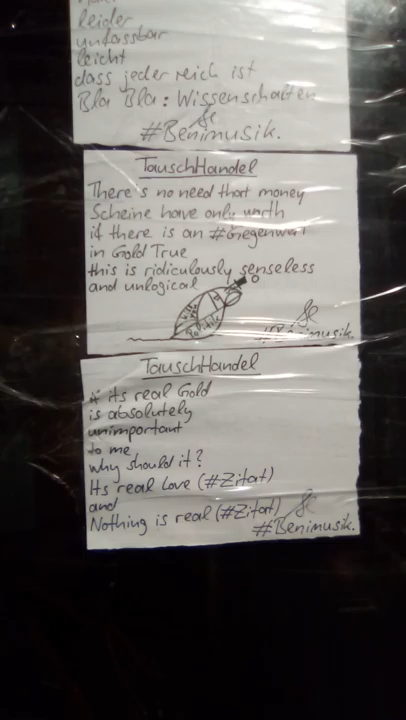 leider
unfassbar
leicht
dass jeder reich ist
Bla Bla: Wissenschaften
#Benimusik.
TauschHandel
There's no need that money
Scheine have only worth
if there is an #Gegenwert
in Gold True
this is ridiculously senseless
and unlogical
#Benimusik.
TauschHandel
if its real Gold
is absolutely
unimportant
to me,
why should it?
Its real Love (#Zitat)
and
Nothing is real (#Zitat)
#Benimusik.